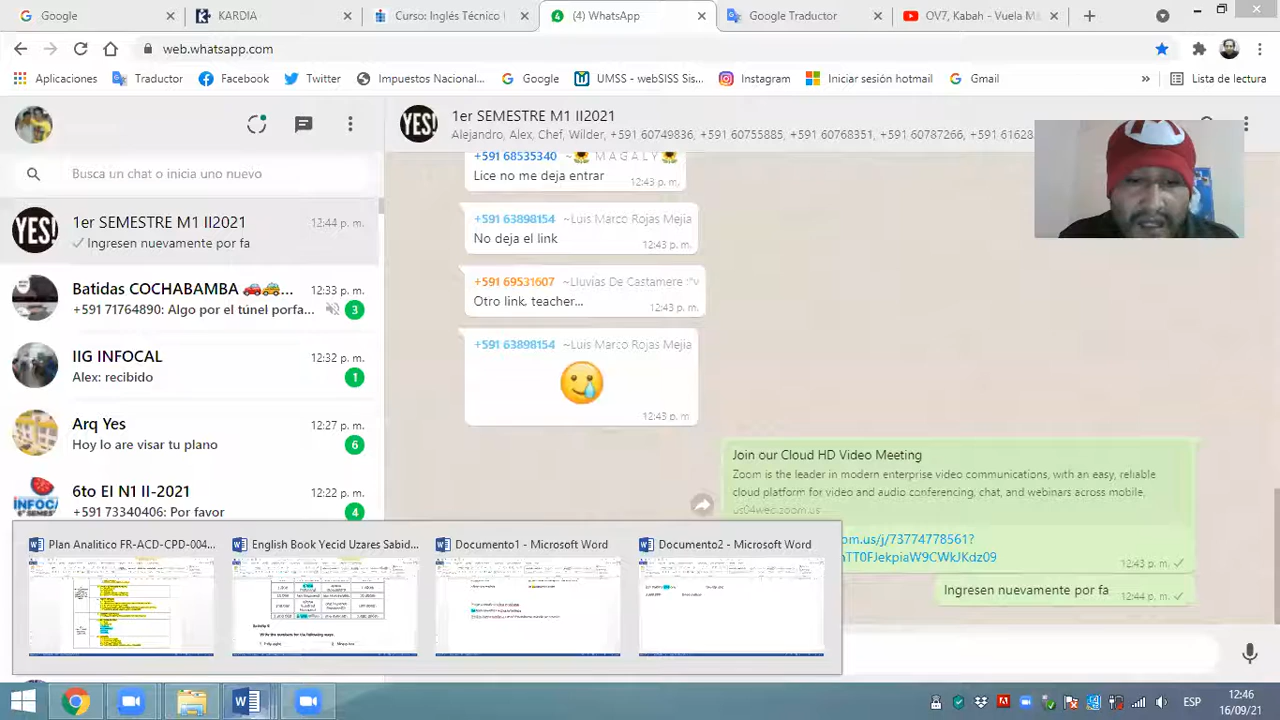 Google
KARDIA
Curso: Inglés Técnico I
(4) WhatsApp
Google Traductor
OV7, Kabah - Vuela M
web.whatsapp.com
Aplicaciones
Traductor
Facebook
Twitter
Impuestos Nacional...
Google
UMSS - webSISS Sis...
Instagram
Iniciar sesión hotmail
Gmail
»
Lista de lectura
YES!
1er SEMESTRE M1 II2021
Alejandro, Alex, Chef, Wilder, +591 60749836, +591 60755885, +591 60768351, +591 60787266, +591 61628
Busca un chat o inicia uno nuevo
YES!
1er SEMESTRE M1 II2021
12:44 p. m.
Ingresen nuevamente por fa
Batidas COCHABAMBA 🚗🚕...
12:33 p. m.
+591 71764890: Algo por el túnel porfa...
3
IIG INFOCAL
12:32 p. m.
Alex: recibido
1
Arq Yes
12:27 p. m.
Hoy lo are visar tu plano
6
6to EI N1 II-2021
12:22 p. m.
+591 73340406: Por favor
4
+591 68535340 ~🌻 M A G A L Y 🌻
Lice no me deja entrar
12:43 p. m.
+591 63898154 ~Luis Marco Rojas Mejia
No deja el link
12:43 p. m.
+591 69531607 ~Lluvias De Castamere :"v
Otro link, teacher...
12:43 p. m.
+591 63898154 ~Luis Marco Rojas Mejia
🥲
12:43 p. m.
Join our Cloud HD Video Meeting
Zoom is the leader in modern enterprise video communications, with an easy, reliable
cloud platform for video and audio conferencing, chat, and webinars across mobile,
us04web.zoom.us
om.us/j/73774778561?
12:43 p. m.
Ingresen nuevamente por fa
12:44 p. m.
Plan Analitico FR-ACD-CPD-004...
English Book Yecid Uzares Sabid...
Documento1 - Microsoft Word
Documento2 - Microsoft Word
ESP
12:46
16/09/21